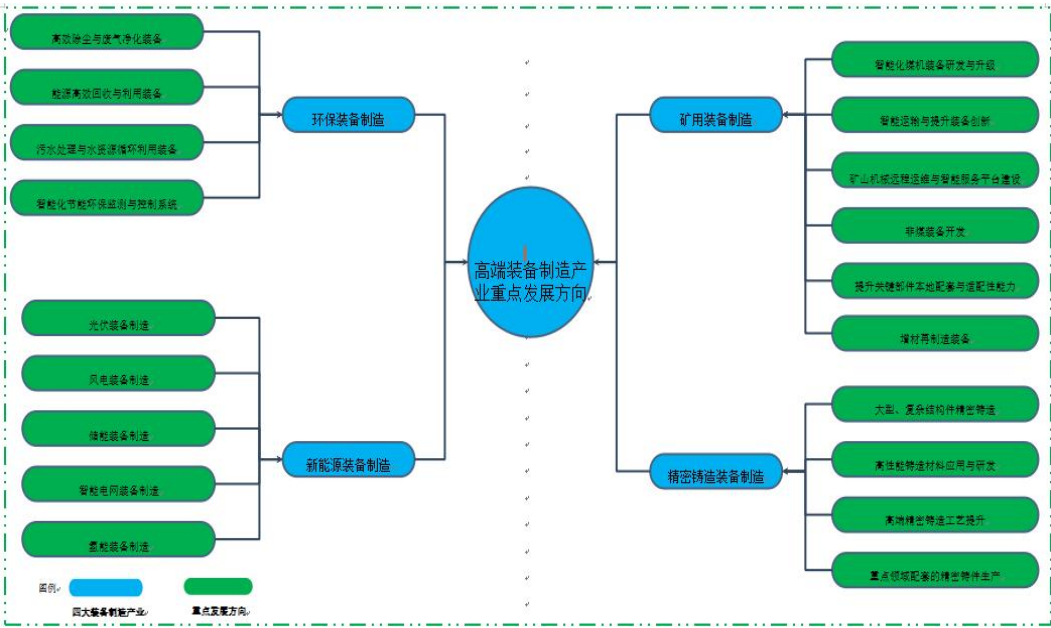 高效除尘与废气净化装备
能源高效回收与利用装备
污水处理与水资源循环利用装备
智能化节能环保监测与控制系统
环保装备制造
光伏装备制造
风电装备制造
储能装备制造
智能电网装备制造
氢能装备制造
新能源装备制造
高端装备制造产
业重点发展方向
矿用装备制造
智能化煤机装备研发与升级
智能运输与提升装备创新
矿山机械远程运维与智能服务平台建设
非煤装备开发
提升关键部件本地配套与适配性能力
增材再制造装备
精密铸造装备制造
大型、复杂结构件精密铸造
高性能铸造材料应用与研发
高端精密铸造工艺提升
重点领域配套的精密铸件生产
图例
四大装备制造产业
重点发展方向